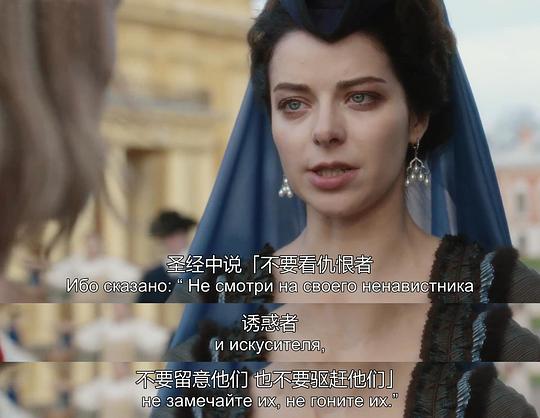 圣经中说「不要看仇恨者
Ибо сказано: “ Не смотри на своего ненавистника
诱惑者
и искусителя,
不要留意他们 也不要驱赶他们」
не замечайте их, не гоните их.”